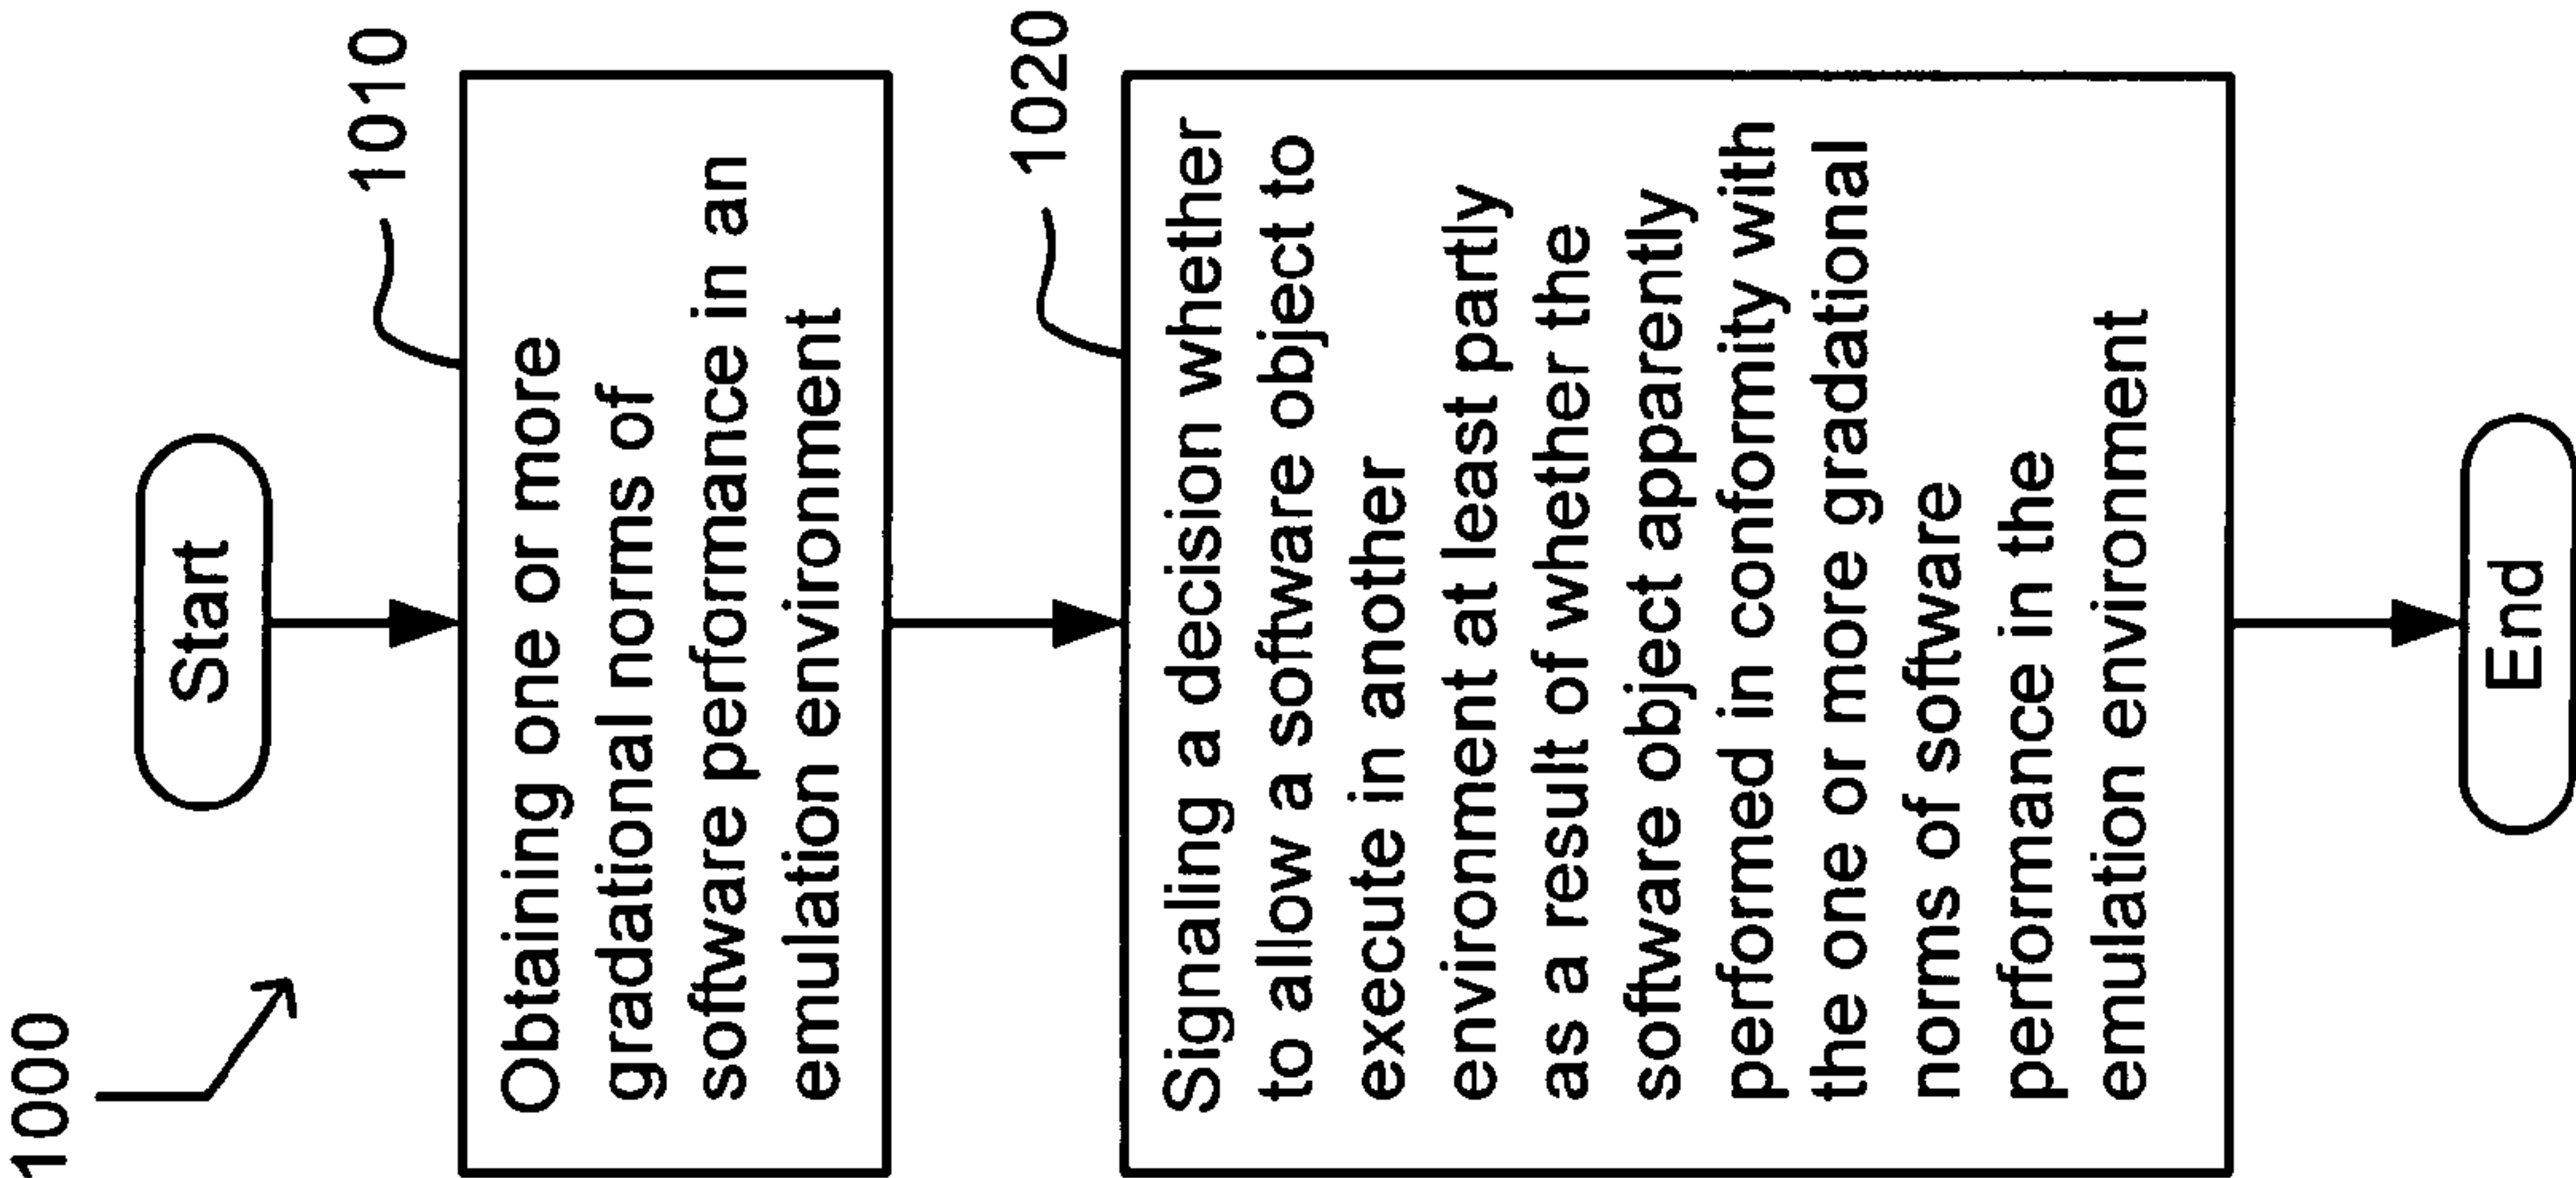 1000
Start
1010
Obtaining one or more
gradational norms of
software performance in an
emulation environment
1020
Signaling a decision whether
to allow a software object to
execute in another
environment at least partly
as a result of whether the
software object apparently
performed in conformity with
the one or more gradational
norms of software
performance in the
emulation environment
End